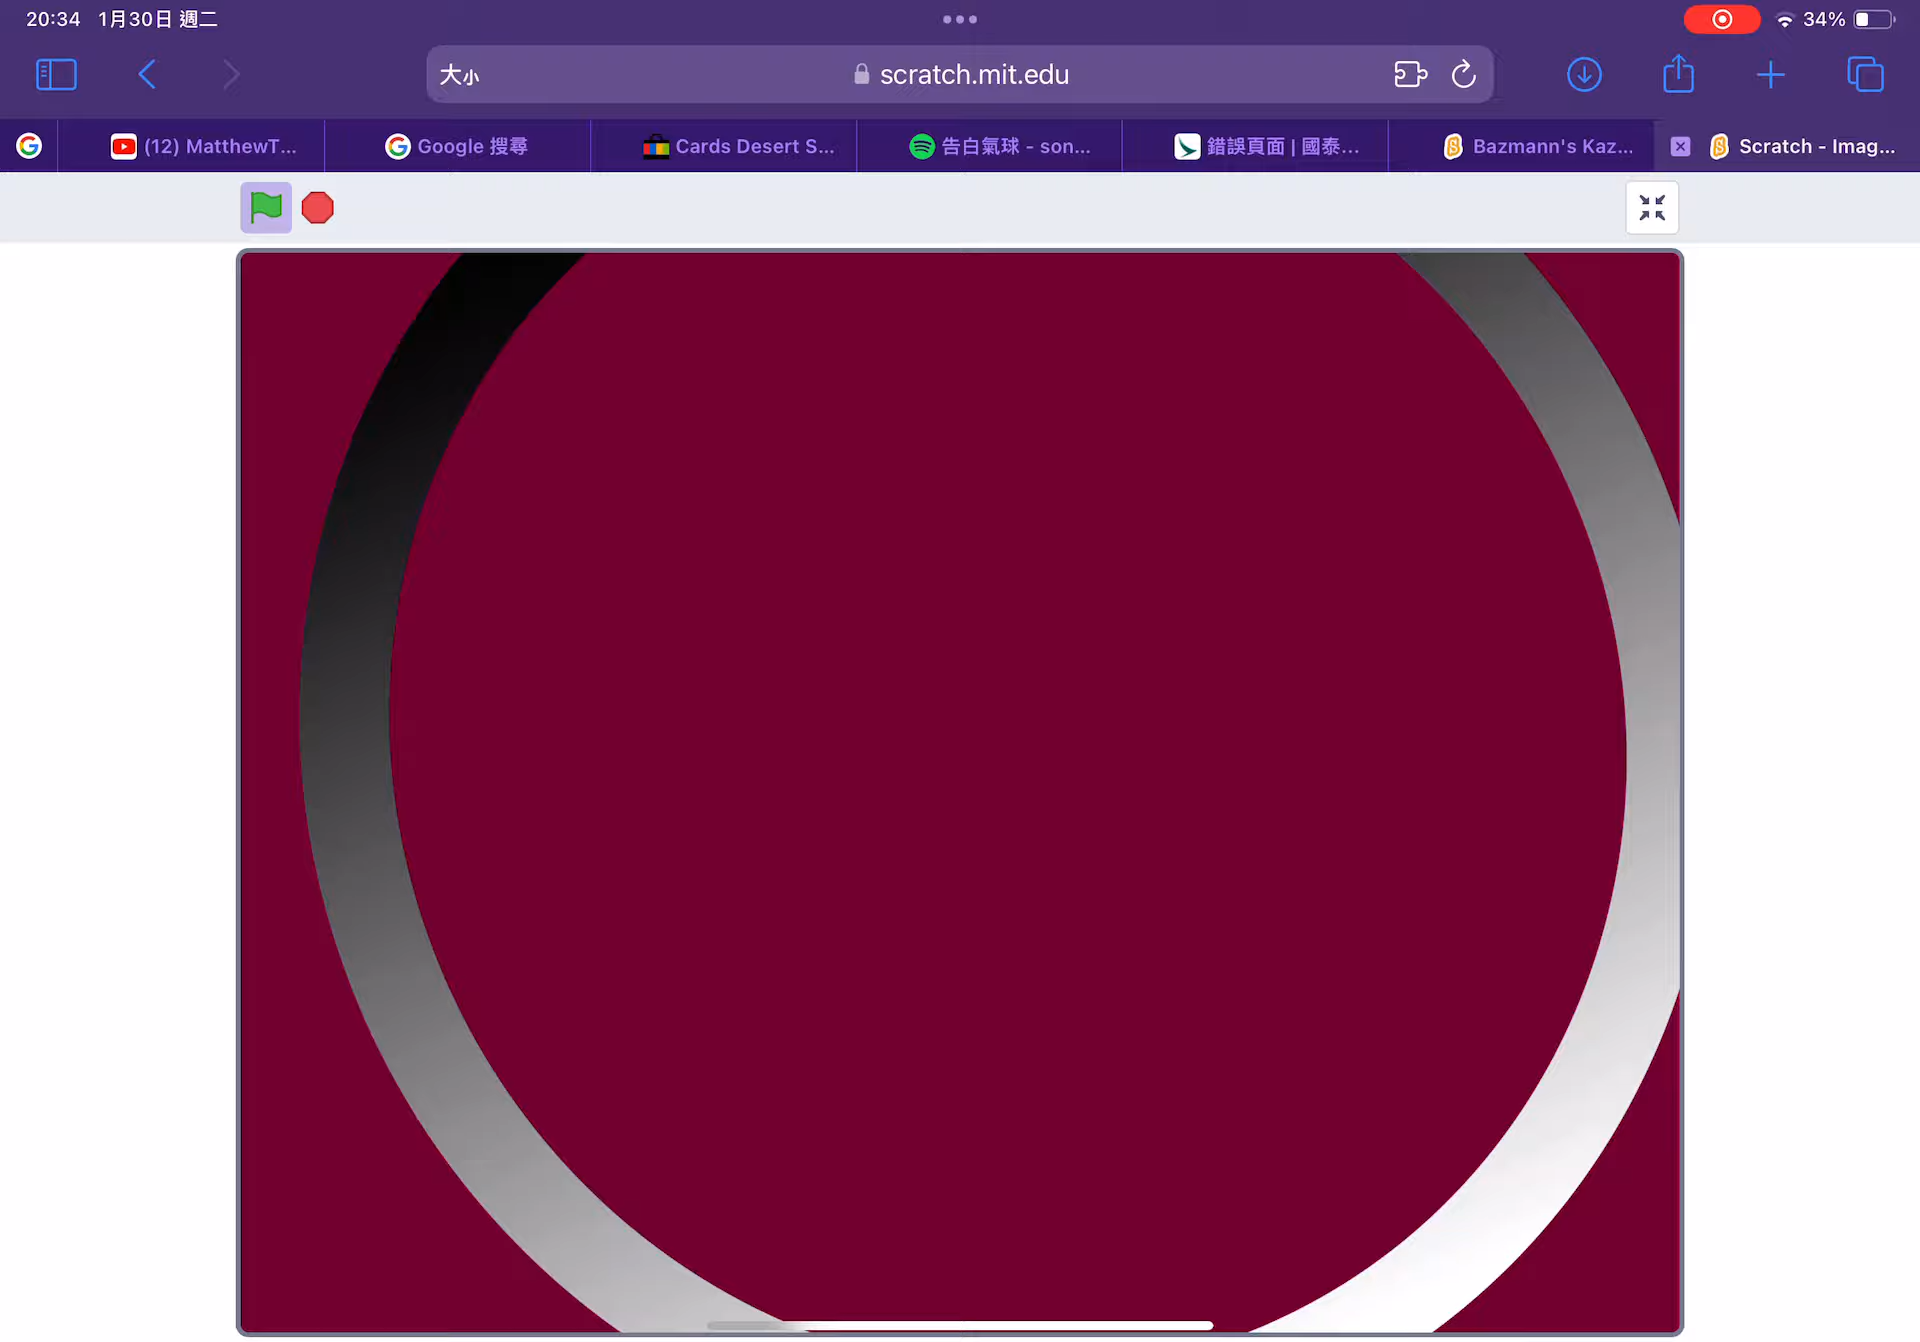 20:34 1月30日 週二
34%
大小
scratch.mit.edu
(12) MatthewT...
Google 搜尋
Cards Desert S...
告白氣球 - son...
錯誤頁面 | 國泰...
Bazmann's Kaz...
Scratch - Imag...